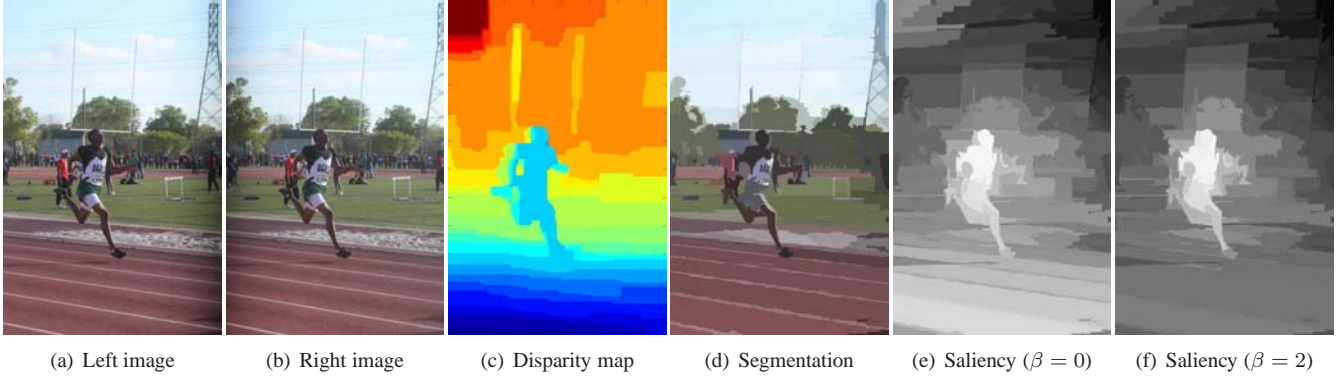 (a) Left image
(b) Right image
(c) Disparity map
(d) Segmentation
(e) Saliency (β = 0)
(f) Saliency (β = 2)